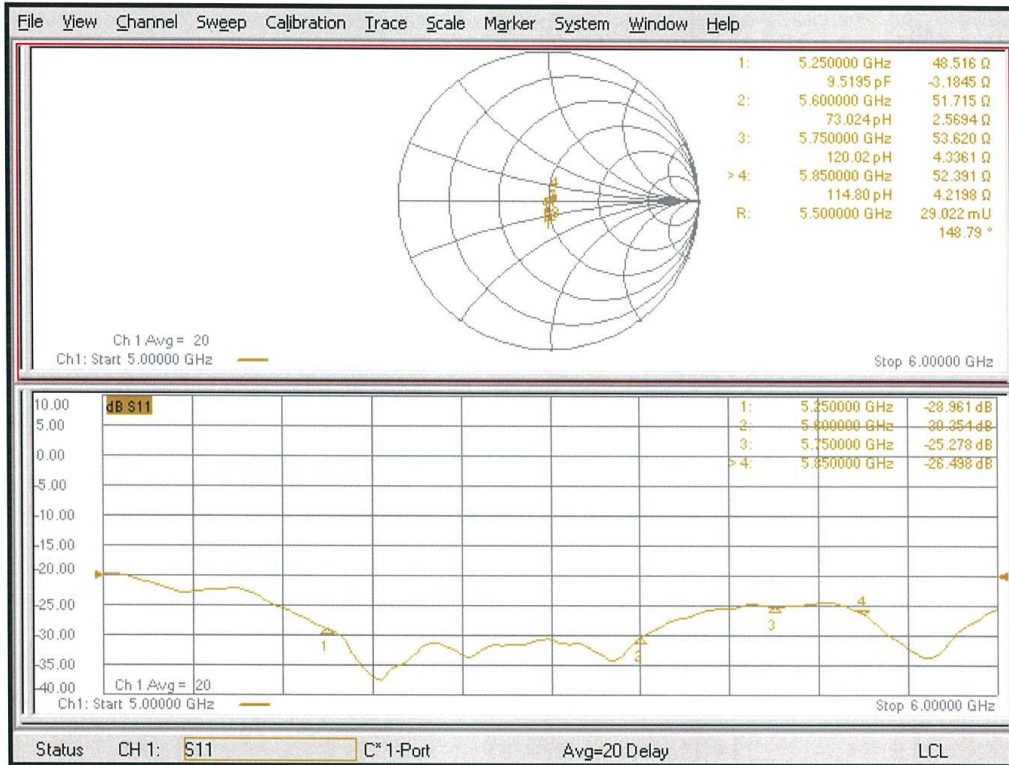 File View Channel Sweep Calibration Trace Scale Marker System Window Help
1: 5.250000 GHz 48.516 Ω
9.5195 pF -3.1845 Ω
2: 5.600000 GHz 51.715 Ω
73.024 pH 2.5694 Ω
3: 5.750000 GHz 53.620 Ω
120.02 pH 4.3361 Ω
> 4: 5.850000 GHz 52.391 Ω
114.80 pH 4.2198 Ω
R: 5.500000 GHz 29.022 mU
148.79 °
4
Ch 1 Avg = 20
Ch1: Start 5.00000 GHz
Stop 6.00000 GHz
10.00
5.00
0.00
-5.00
-10.00
-15.00
-20.00
-25.00
-30.00
-35.00
-40.00
dB S11
1: 5.250000 GHz -28.961 dB
2: 5.600000 GHz -30.354 dB
3: 5.750000 GHz -25.278 dB
> 4: 5.850000 GHz -26.498 dB
1
2
3
4
Ch 1 Avg = 20
Ch1: Start 5.00000 GHz
Stop 6.00000 GHz
Status CH 1: S11 C* 1-Port Avg=20 Delay LCL